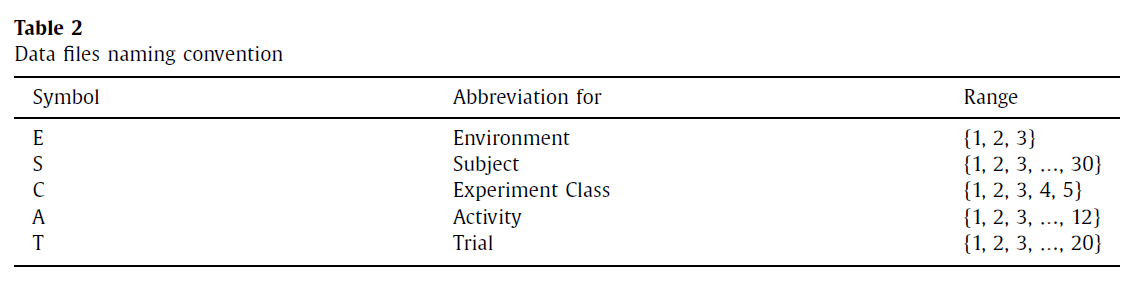 Table 2
Data files naming convention
Symbol Abbreviation for Range
E Environment {1, 2, 3}
S Subject {1, 2, 3, ..., 30}
C Experiment Class {1, 2, 3, 4, 5}
A Activity {1, 2, 3, ..., 12}
T Trial {1, 2, 3, ..., 20}